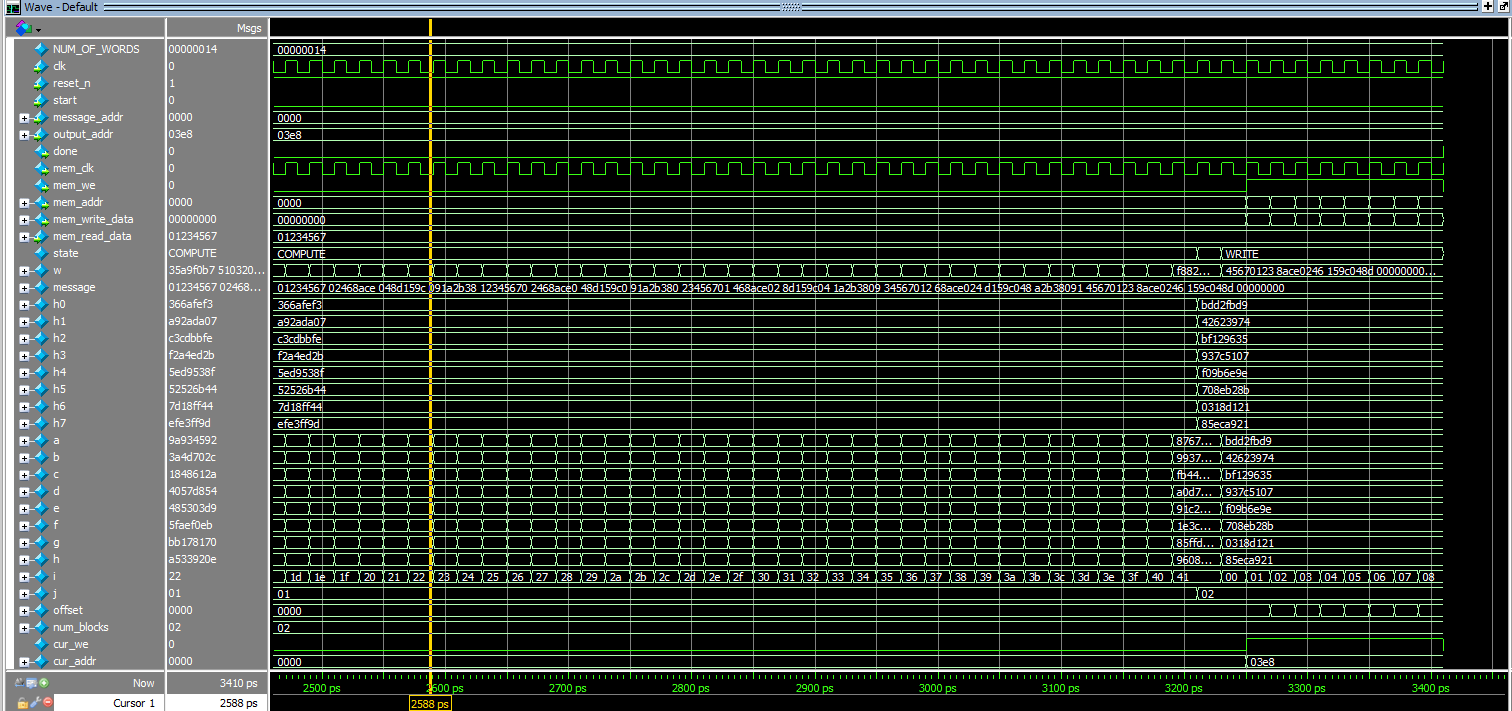 Wave - Default
Msgs
NUM_OF_WORDS 00000014 00000014
clk 0
reset_n 1
start 0
message_addr 0000 0000
output_addr 03e8 03e8
done 0
mem_clk 0
mem_we 0
mem_addr 0000 0000
mem_write_data 00000000 00000000
mem_read_data 01234567 01234567
state COMPUTE COMPUTE WRITE
w 35a9f0b7 510320... f882... 45670123 8ace0246 159c048d 00000000...
message 01234567 02468... 01234567 02468ace 048d159c 091a2b38 12345670 2468ace0 48d159c0 91a2b380 23456701 468ace02 8d159c04 1a2b3809 34567012 68ace024 d159c048 a2b38091 45670123 8ace0246 159c048d 00000000
h0 366afef3 366afef3 bdd2fbd9
h1 a92ada07 a92ada07 42623974
h2 c3cdbbfe c3cdbbfe bf129635
h3 f2a4ed2b f2a4ed2b 937c5107
h4 5ed9538f 5ed9538f f09b6e9e
h5 52526b44 52526b44 708eb28b
h6 7d18ff44 7d18ff44 0318d121
h7 efe3ff9d efe3ff9d 85eca921
a 9a934592 8767... bdd2fbd9
b 3a4d702c 9937... 42623974
c 1848612a fb44... bf129635
d 4057d854 a0d7... 937c5107
e 485303d9 91c2... f09b6e9e
f 5faef0eb 1e3c... 708eb28b
g bb178170 85ffd... 0318d121
h a533920e 9608... 85eca921
i 22 1d 1e 1f 20 21 22 23 24 25 26 27 28 29 2a 2b 2c 2d 2e 2f 30 31 32 33 34 35 36 37 38 39 3a 3b 3c 3d 3e 3f 40 41 00 01 02 03 04 05 06 07 08
j 01 01 02
offset 0000 0000
num_blocks 02 02
cur_we 0
cur_addr 0000 0000 03e8
Now 3410 ps 2500 ps 2600 ps 2700 ps 2800 ps 2900 ps 3000 ps 3100 ps 3200 ps 3300 ps 3400 ps
Cursor 1 2588 ps 2588 ps